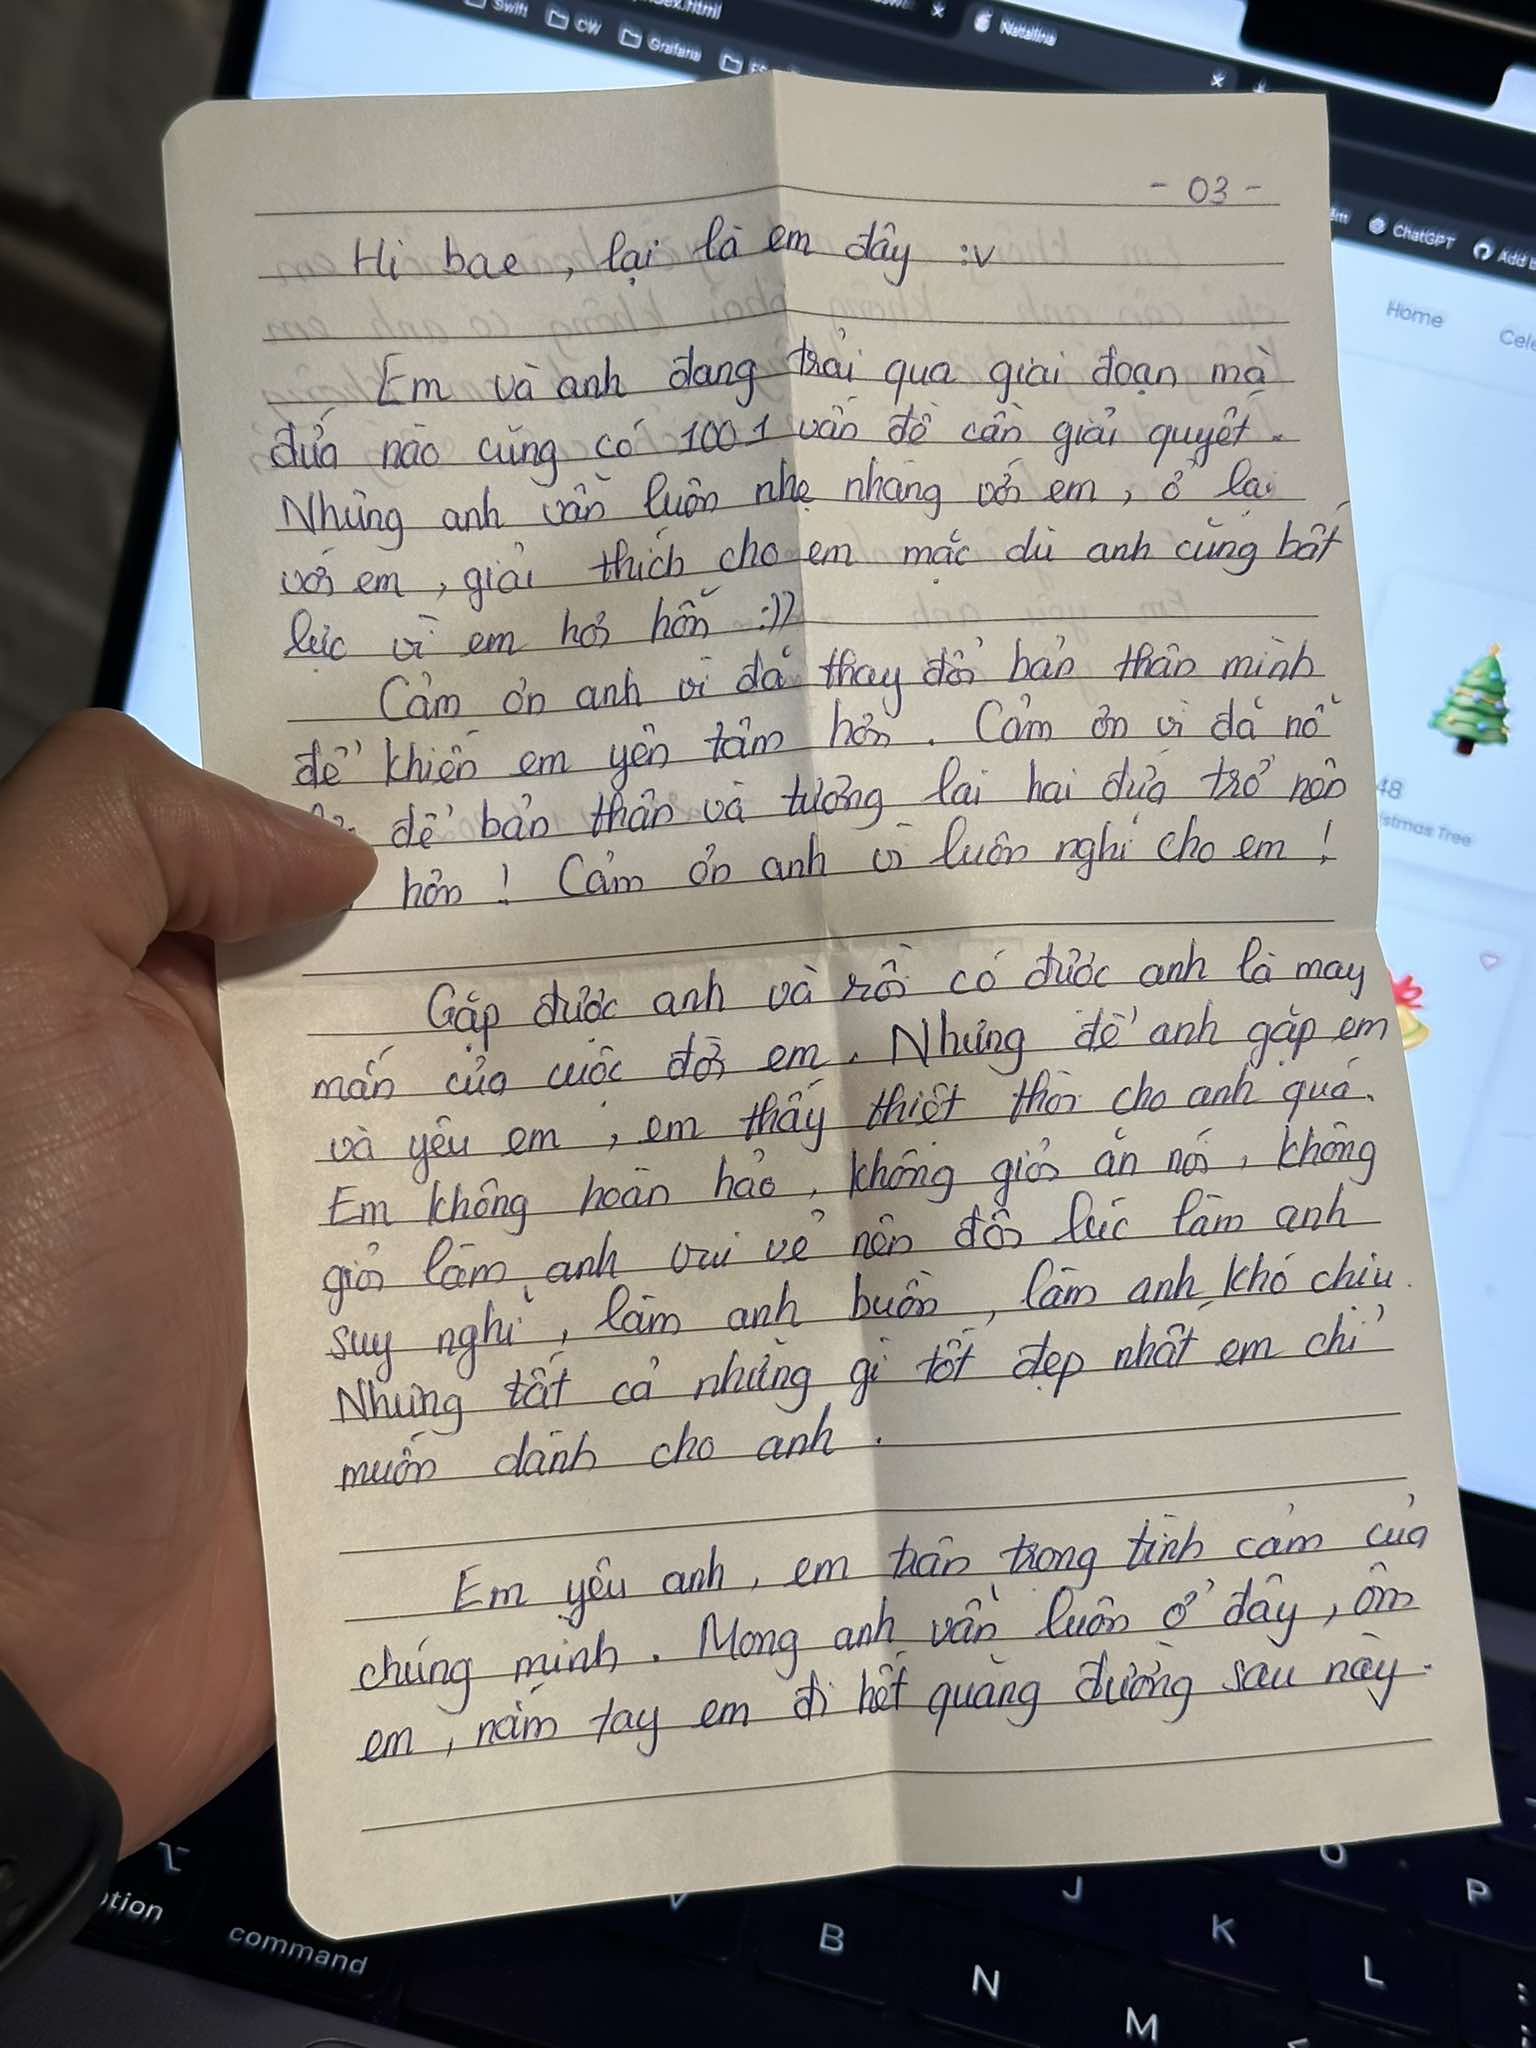 Swift
CW
Grafana
Natalina
ChatGPT
Home
48
Christmas Tree
- 03 -
Hi bae, lại là em đây :v
Em và anh đang trải qua giai đoạn mà
đứa nào cũng có 1001 vấn đề cần giải quyết.
Nhưng anh vẫn luôn nhẹ nhàng với em, ở lại
với em, giải thích cho em mặc dù anh cũng bất
lực vì em hơi hỗn :))
Cảm ơn anh vì đã thay đổi bản thân mình
để khiến em yên tâm hơn. Cảm ơn vì đã nỗ
để bản thân và tương lai hai đứa trở nên
hơn! Cảm ơn anh vì luôn nghĩ cho em!
Gặp được anh và rồi có được anh là may
mắn của cuộc đời em. Nhưng để anh gặp em
và yêu em, em thấy thiệt thòi cho anh quá.
Em không hoàn hảo, không giỏi ăn nói, không
giỏi làm anh vui vẻ nên đôi lúc làm anh
suy nghĩ, làm anh buồn, làm anh khó chịu.
Nhưng tất cả những gì tốt đẹp nhất em chỉ
muốn dành cho anh.
Em yêu anh, em trân trọng tình cảm của
chúng mình. Mong anh vẫn luôn ở đây, ôm
em, nắm tay em đi hết quãng đường sau này.
command
V
B
N
M
J
K
L
O
P